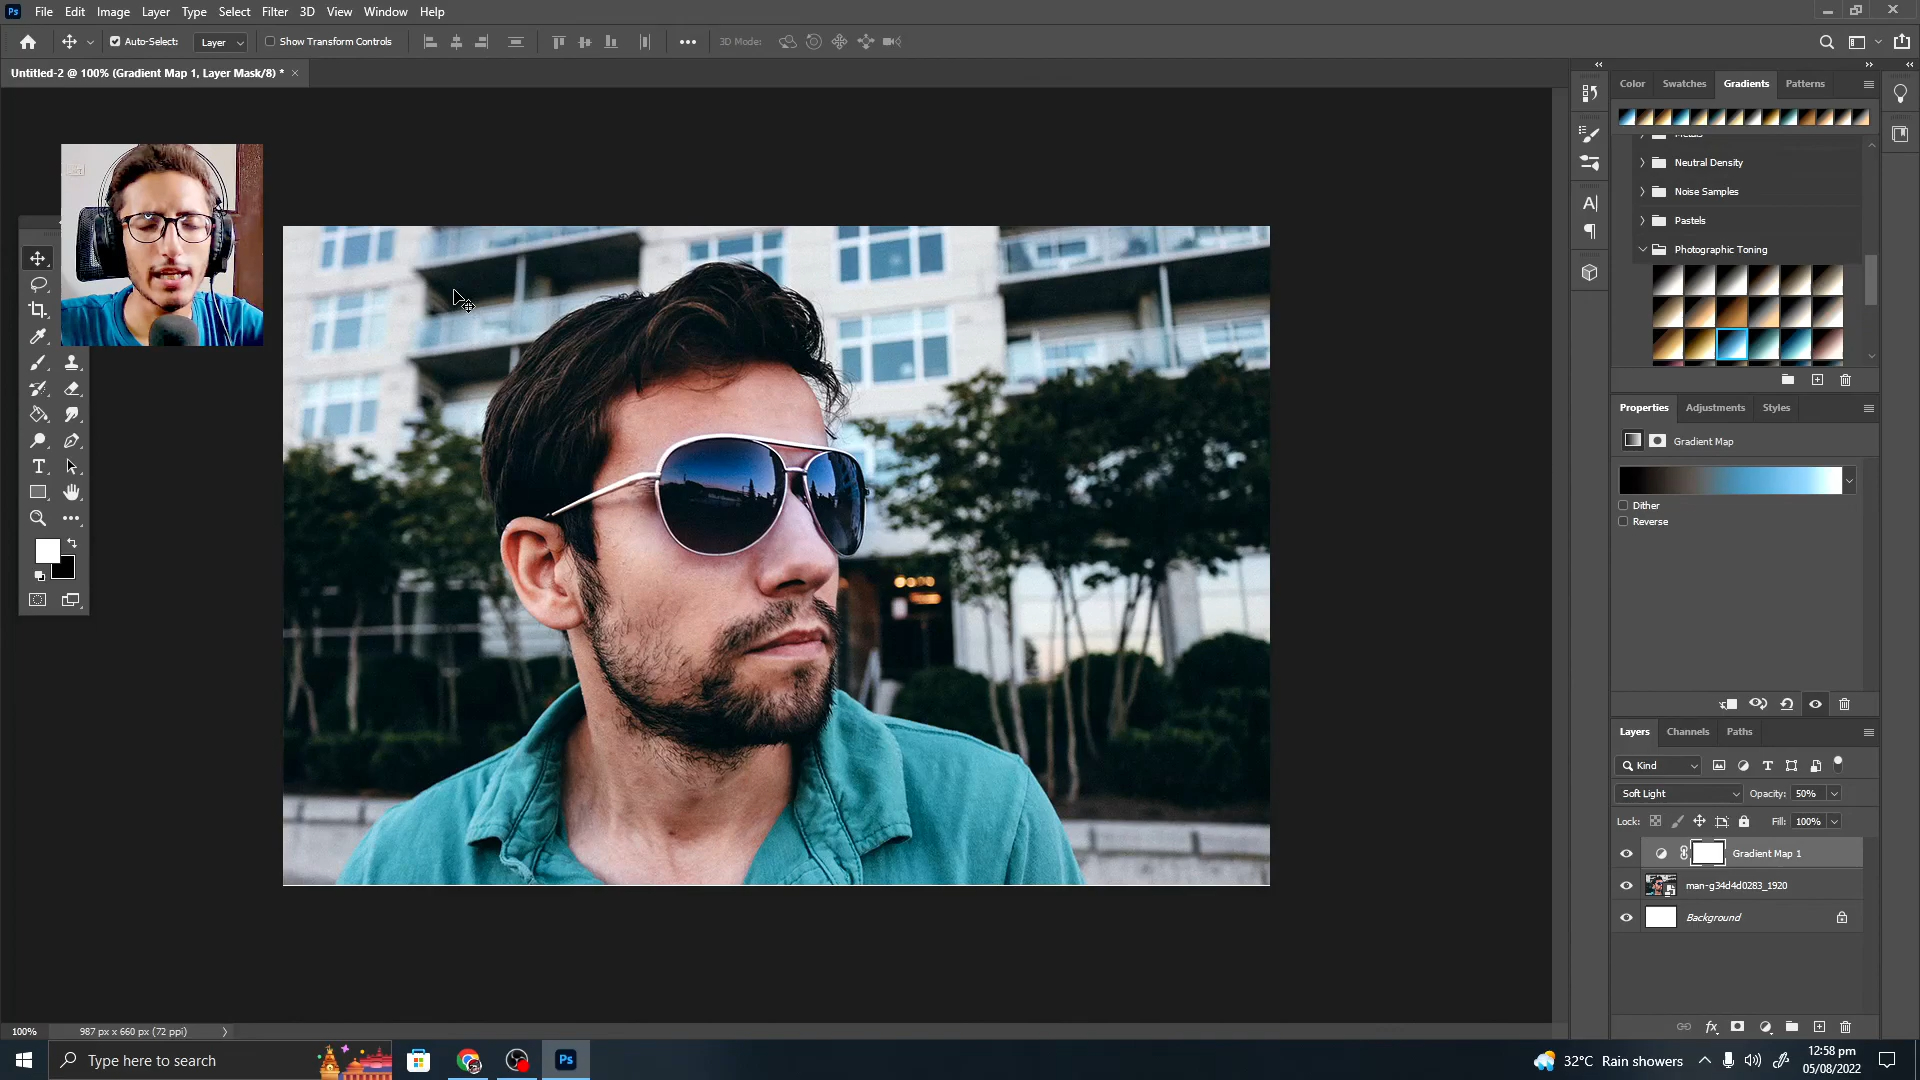 Ps File Edit Image Layer Type Select Filter 3D View Window Help
Auto-Select: Layer Show Transform Controls 3D Mode:
Untitled-2 @ 100% (Gradient Map 1, Layer Mask/8) *
Color Swatches Gradients Patterns
Metals
Neutral Density
Noise Samples
Pastels
Photographic Toning
Properties Adjustments Styles
Gradient Map
Dither
Reverse
Layers Channels Paths
Kind
Soft Light Opacity: 50%
Lock: Fill: 100%
Gradient Map 1
man-g34d4d0283_1920
Background
100% 987 px x 660 px (72 ppi)
Type here to search
Ps
32°C Rain showers
12:58 pm
05/08/2022